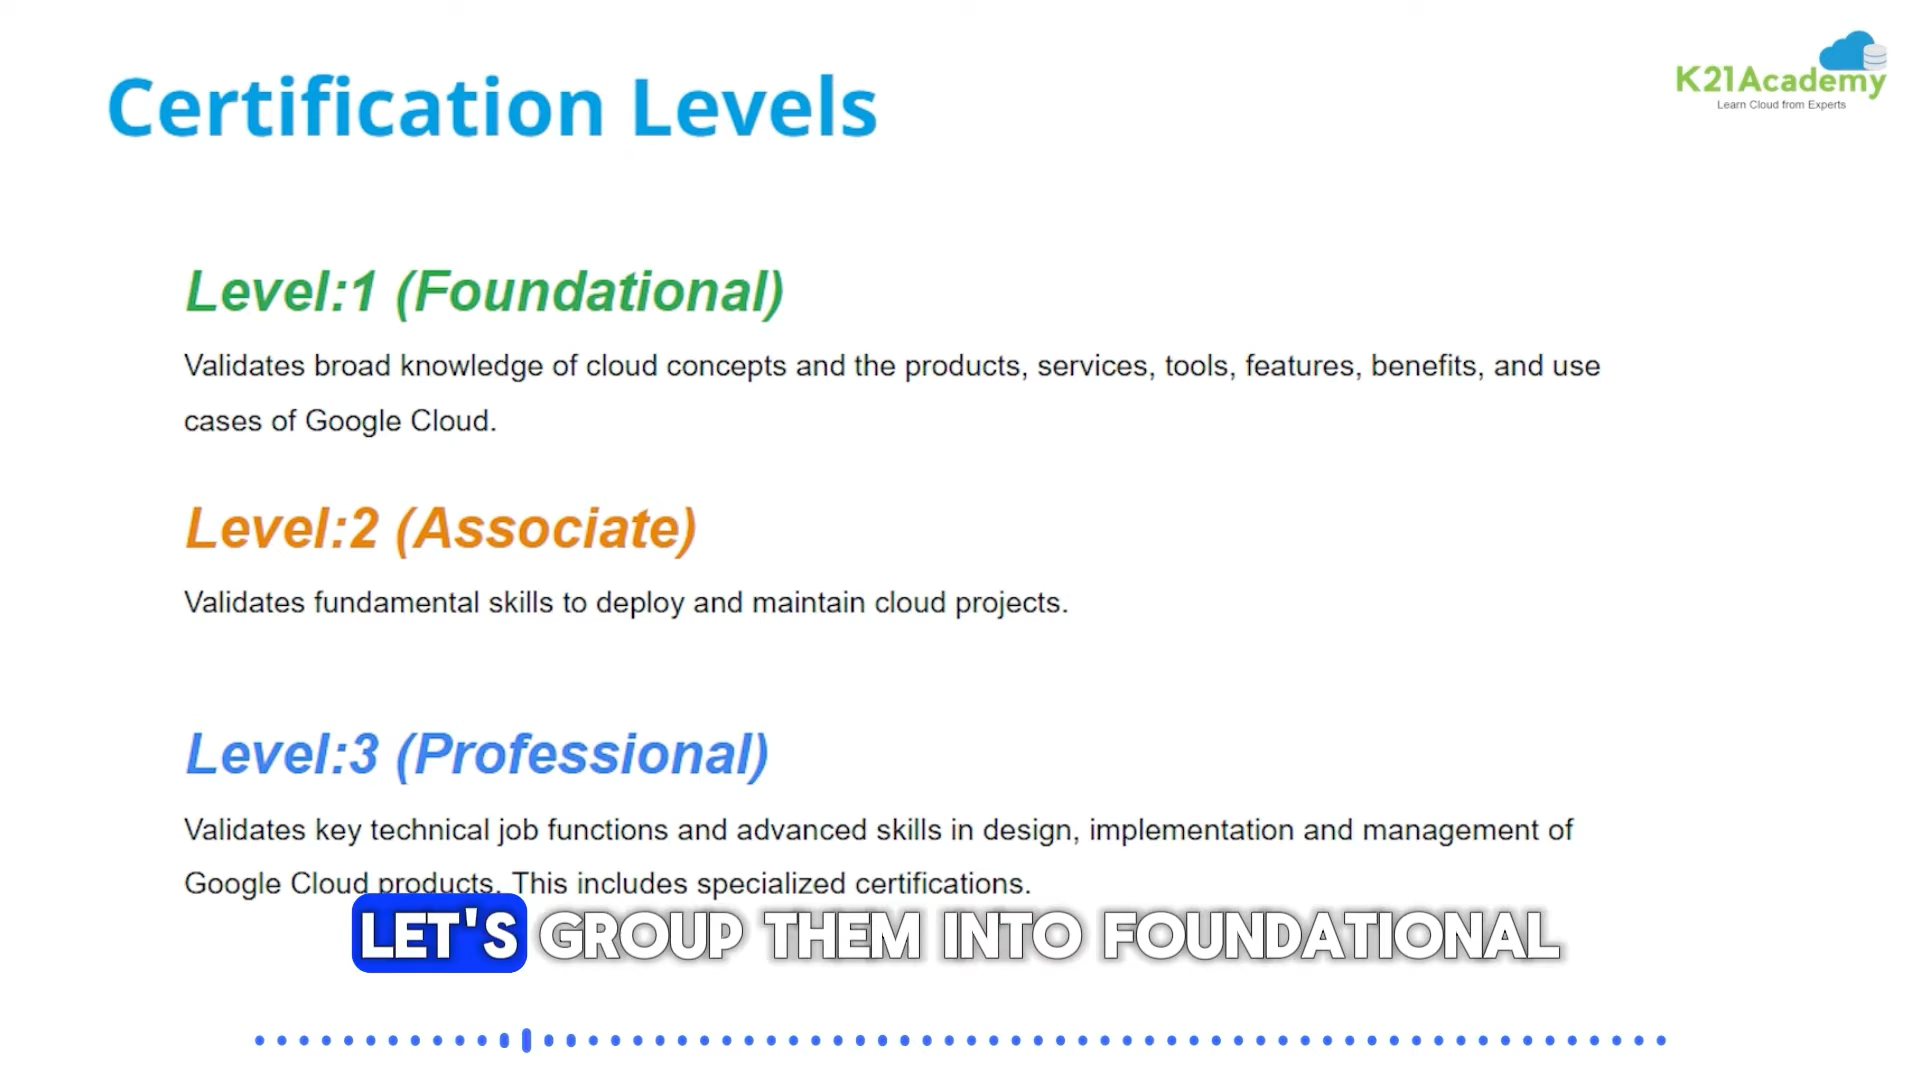 Certification Levels
K21Academy
Learn Cloud from Experts
Level:1 (Foundational)
Validates broad knowledge of cloud concepts and the products, services, tools, features, benefits, and use
cases of Google Cloud.
Level:2 (Associate)
Validates fundamental skills to deploy and maintain cloud projects.
Level:3 (Professional)
Validates key technical job functions and advanced skills in design, implementation and management of
Google Cloud products. This includes specialized certifications.
LET'S GROUP THEM INTO FOUNDATIONAL